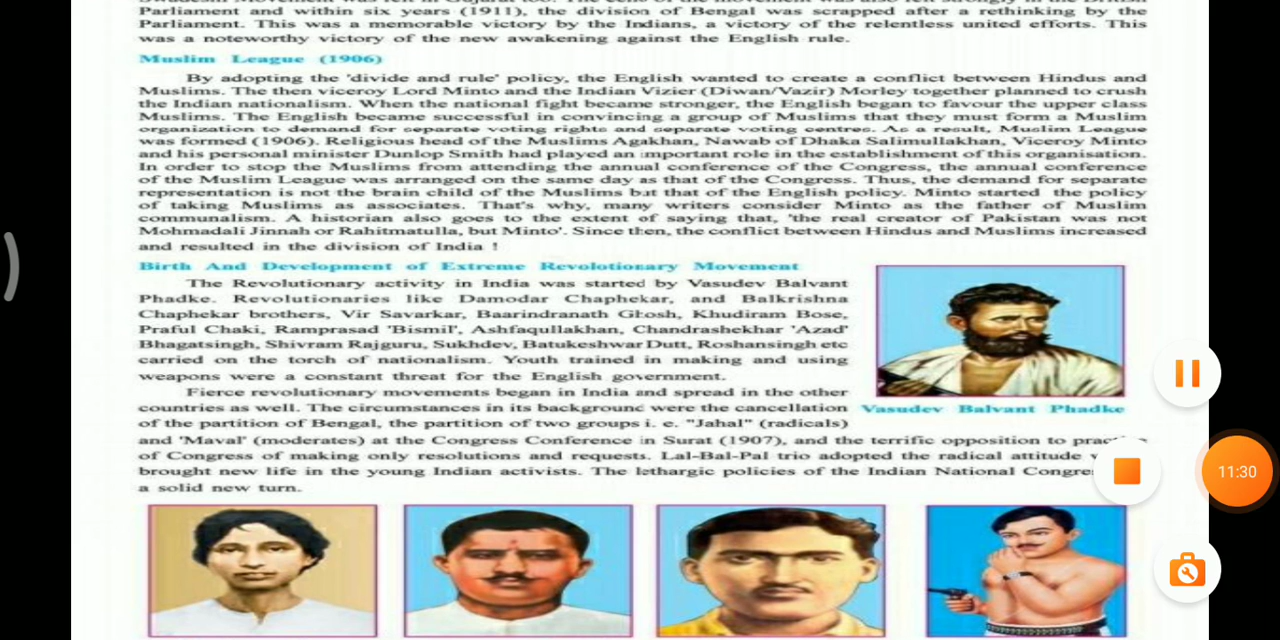 Parliament and within six years (1911), the division of Bengal was scrapped after a rethinking by the
Parliament. This was a memorable victory by the Indians, a victory of the relentless united efforts. This
was a noteworthy victory of the new awakening against the English rule.
Muslim League (1906)
By adopting the 'divide and rule' policy, the English wanted to create a conflict between Hindus and
Muslims. The then viceroy Lord Minto and the Indian Vizier (Diwan/Vazir) Morley together planned to crush
the Indian nationalism. When the national fight became stronger, the English began to favour the upper class
Muslims. The English became successful in convincing a group of Muslims that they must form a Muslim
organization to demand for separate voting rights and separate voting centres. As a result, Muslim League
was formed (1906). Religious head of the Muslims Agakhan, Nawab of Dhaka Salimullakhan, Viceroy Minto
and his personal minister Dunlop Smith had played an important role in the establishment of this organisation.
In order to stop the Muslims from attending the annual conference of the Congress, the annual conference
of the Muslim League was arranged on the same day as that of the Congress. Thus, the demand for separate
representation is not the brain child of the Muslims but that of the English policy. Minto started the policy
of taking Muslims as associates. That's why, many writers consider Minto as the father of Muslim
communalism. A historian also goes to the extent of saying that, 'the real creator of Pakistan was not
Mohmadali Jinnah or Rahitmatulla, but Minto'. Since then, the conflict between Hindus and Muslims increased
and resulted in the division of India !
Birth And Development of Extreme Revolotionary Movement
The Revolutionary activity in India was started by Vasudev Balvant
Phadke. Revolutionaries like Damodar Chaphekar, and Balkrishna
Chaphekar brothers, Vir Savarkar, Baarindranath Ghosh, Khudiram Bose,
Praful Chaki, Ramprasad 'Bismil', Ashfaqullakhan, Chandrashekhar 'Azad'
Bhagatsingh, Shivram Rajguru, Sukhdev, Batukeshwar Dutt, Roshansingh etc
carried on the torch of nationalism. Youth trained in making and using
weapons were a constant threat for the English government.
Fierce revolutionary movements began in India and spread in the other
countries as well. The circumstances in its background were the cancellation
of the partition of Bengal, the partition of two groups i. e. "Jahal" (radicals)
Vasudev Balvant Phadke
and 'Maval' (moderates) at the Congress Conference in Surat (1907), and the terrific opposition to
of Congress of making only resolutions and requests. Lal-Bal-Pal trio adopted the radical attitude
brought new life in the young Indian activists. The lethargic policies of the Indian National
a solid new turn.
11:30